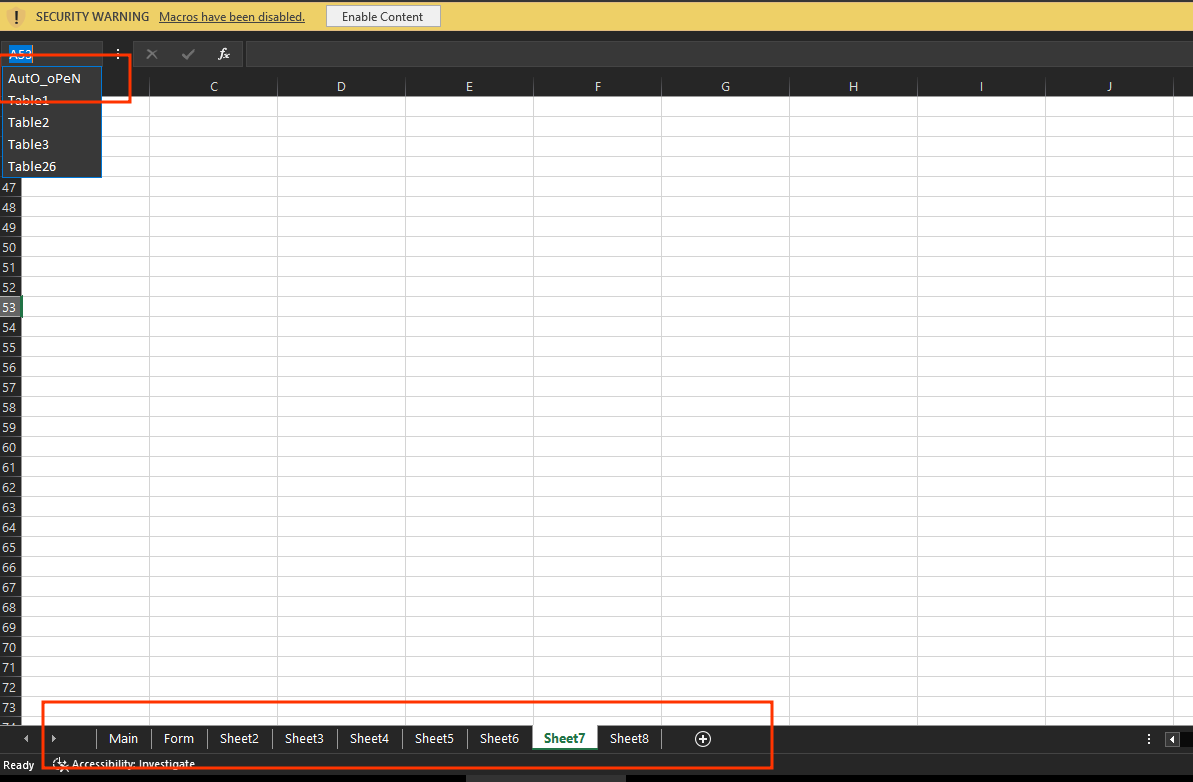 SECURITY WARNING Macros have been disabled. Enable Content
A53 fx
AutO_oPeN
Table1
Table2
Table3
Table26
C D E F G H I J
47
48
49
50
51
52
53
54
55
56
57
58
59
60
61
62
63
64
65
66
67
68
69
70
71
72
73
74
Main Form Sheet2 Sheet3 Sheet4 Sheet5 Sheet6 Sheet7 Sheet8
Ready Accessibility: Investigate